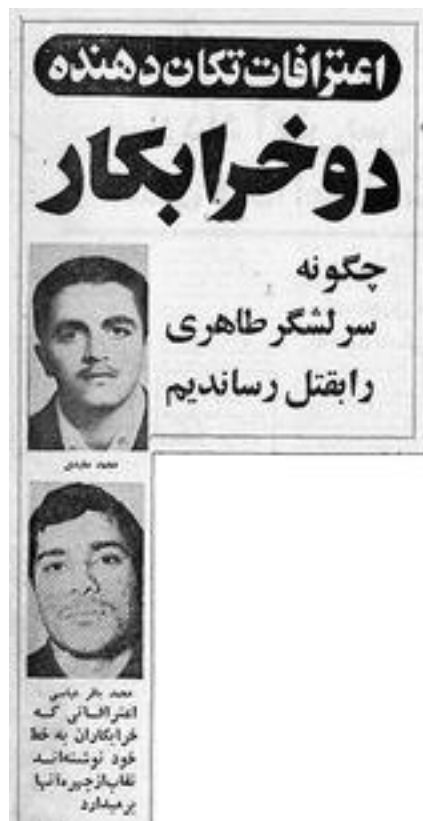 اعترافات تکان دهنده
دو خرابکار
چگونه
سرلشگر طاهری
را بقتل رساندیم
محمد مفیدی
محمد باقر عباسی
اعترافاتی که
خرابکاران به خط
خود نوشته‌اند
نقاب از چهره آنها
برمیدارد